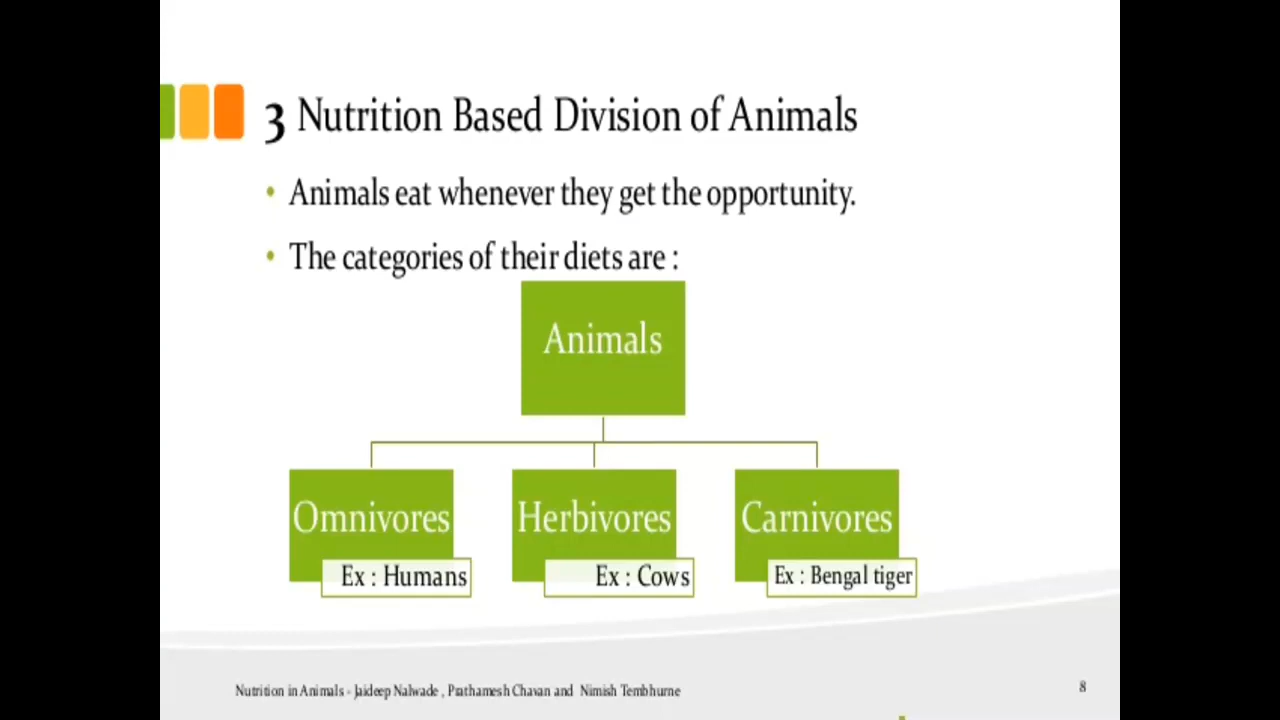 3 Nutrition Based Division of Animals
• Animals eat whenever they get the opportunity.
• The categories of their diets are :
Animals
Omnivores
Herbivores
Carnivores
Ex : Humans
Ex : Cows
Ex : Bengal tiger
Nutrition in Animals - Jaideep Nalwade , Prathamesh Chavan and Nimish Tembhurne
8